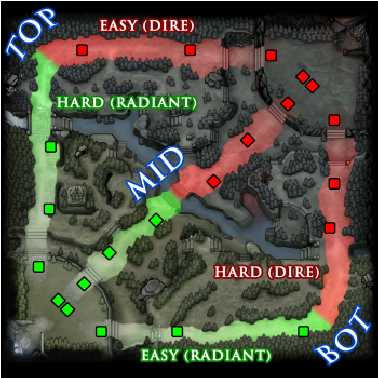 TOP
EASY (DIRE)
HARD (RADIANT)
MID
HARD (DIRE)
BOT
EASY (RADIANT)